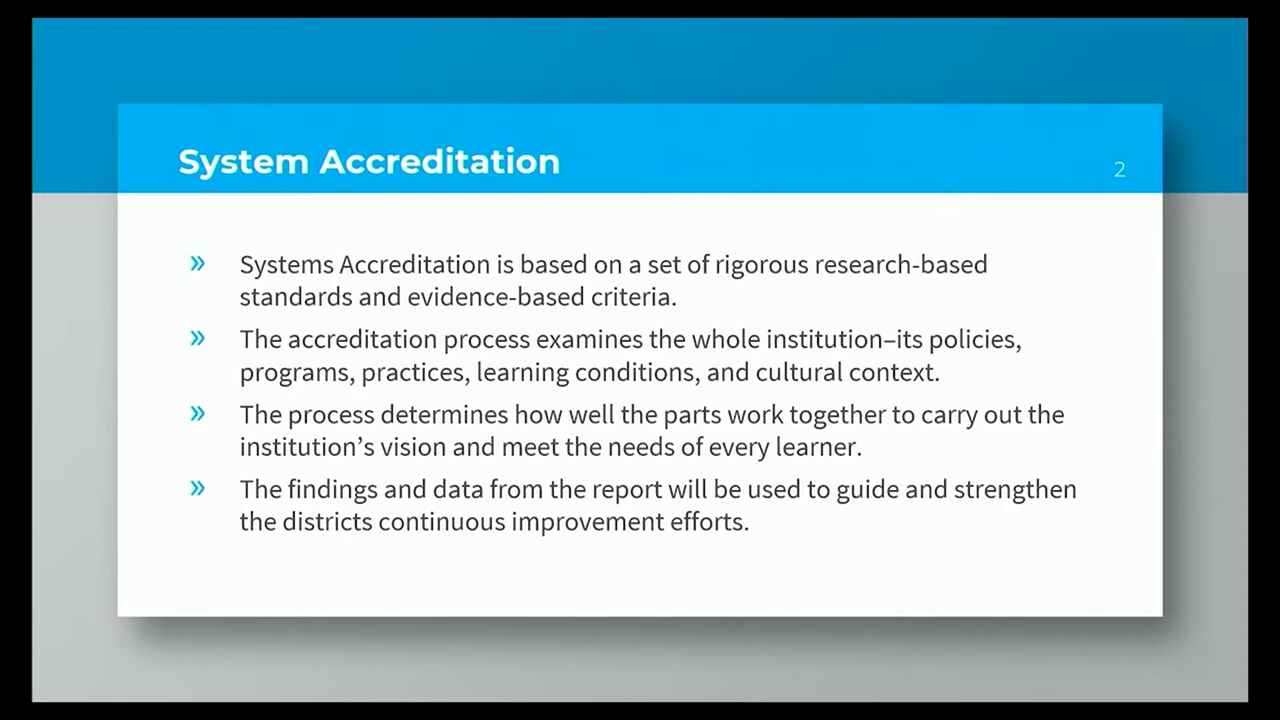 System Accreditation
2
» Systems Accreditation is based on a set of rigorous research-based
standards and evidence-based criteria.
» The accreditation process examines the whole institution–its policies,
programs, practices, learning conditions, and cultural context.
» The process determines how well the parts work together to carry out the
institution’s vision and meet the needs of every learner.
» The findings and data from the report will be used to guide and strengthen
the districts continuous improvement efforts.